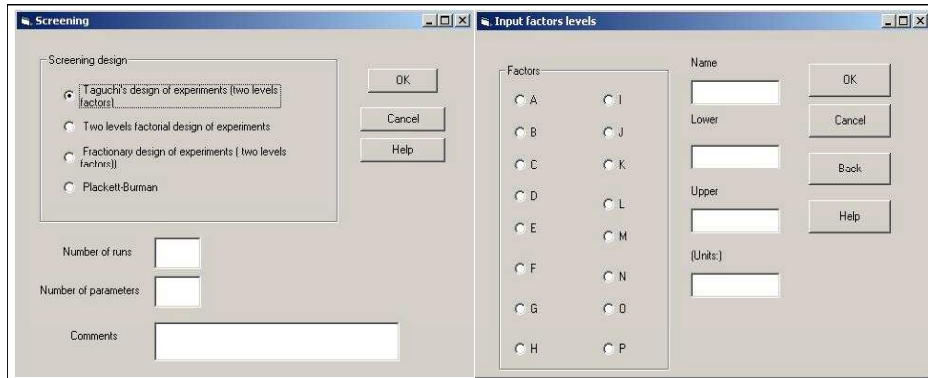 Screening
Screening design
Taguchi's design of experiments (two levels
factors)
Two levels factorial design of experiments
Fractionary design of experiments ( two levels
factors))
Plackett-Burman
OK
Cancel
Help
Number of runs
Number of parameters
Comments
Input factors levels
Factors
A
B
C
D
E
F
G
H
I
J
K
L
M
N
O
P
Name
Lower
Upper
(Units:)
OK
Cancel
Back
Help